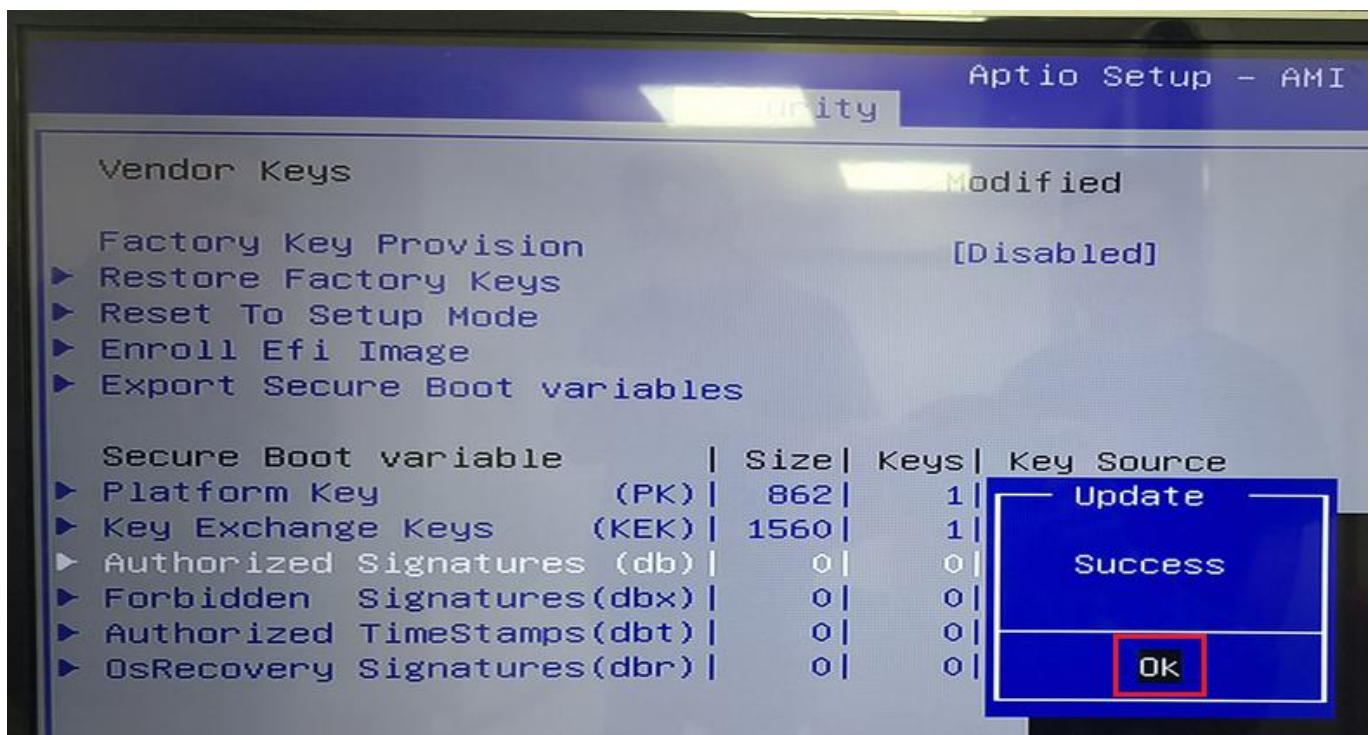 Aptio Setup - AMI
Vendor Keys Modified
Factory Key Provision [Disabled]
Restore Factory Keys
Reset To Setup Mode
Enroll Efi Image
Export Secure Boot variables
Secure Boot variable | Size| Keys| Key Source
Platform Key (PK)| 862| 1|
Key Exchange Keys (KEK)| 1560| 1|
Authorized Signatures (db)| 0| 0|
Forbidden Signatures(dbx)| 0| 0|
Authorized TimeStamps(dbt)| 0| 0|
OsRecovery Signatures(dbr)| 0| 0|
Update
Success
Ok